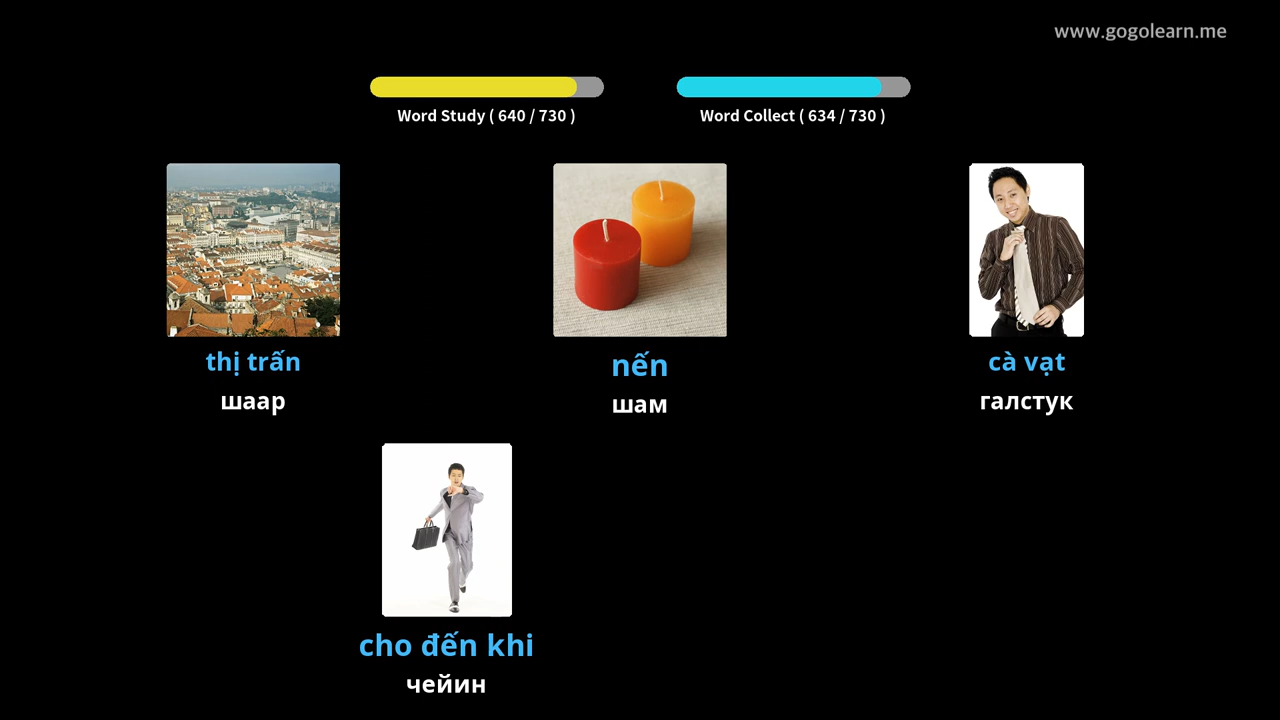 www.gogolearn.me
Word Study ( 640 / 730 )
Word Collect ( 634 / 730 )
thị trấn
шаар
nến
шам
cà vạt
галстук
cho đến khi
чейин